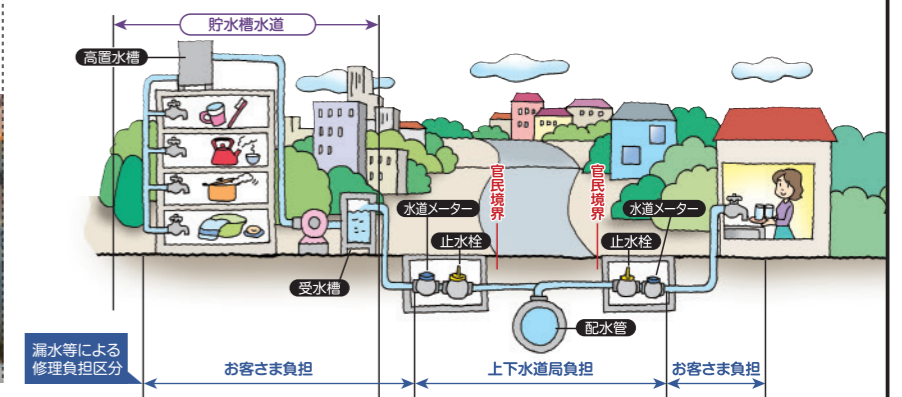 貯水槽水道
高置水槽
官民境界
官民境界
水道メーター
水道メーター
止水栓
止水栓
受水槽
配水管
漏水等による
修理負担区分
お客さま負担
上下水道局負担
お客さま負担